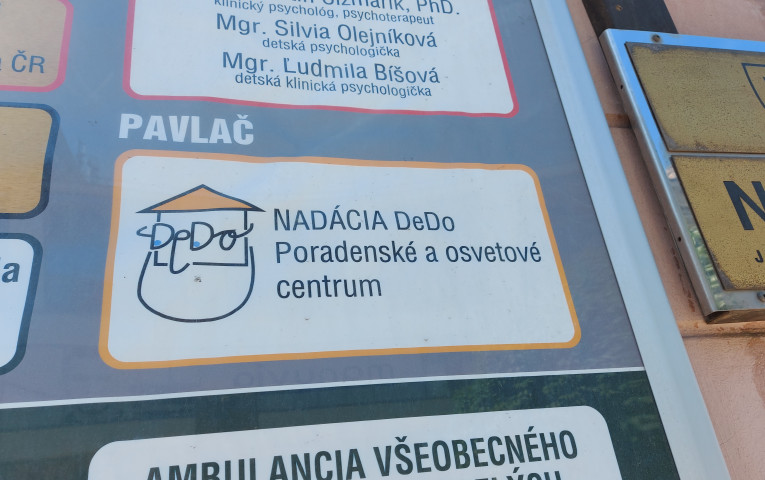 PhD.
klinický psychológ, psychoterapeut
Mgr. Silvia Olejníková
detská psychologička
Mgr. Ľudmila Bíšová
detská klinická psychologička
ČR
PAVLAČ
DeDo
NADÁCIA DeDo
Poradenské a osvetové
centrum
AMBULANCIA VŠEOBECNÉHO